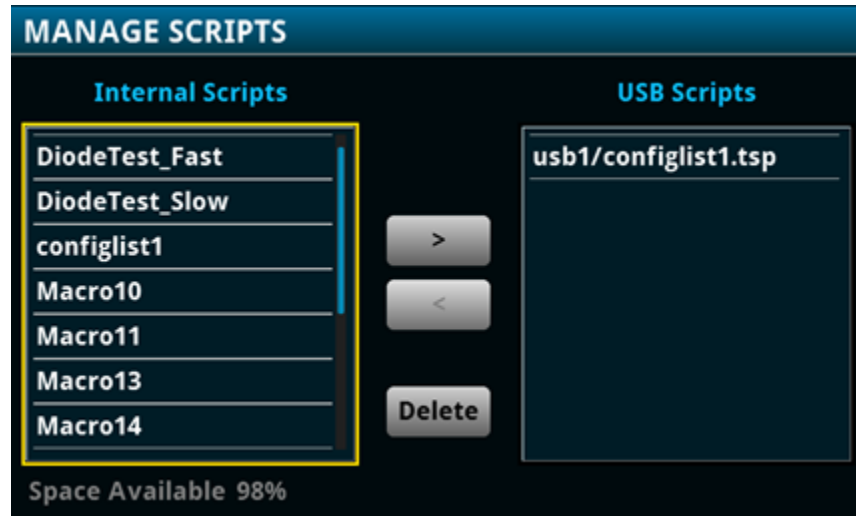 MANAGE SCRIPTS
Internal Scripts
DiodeTest_Fast
DiodeTest_Slow
configlist1
Macro10
Macro11
Macro13
Macro14
Space Available 98%
>
<
Delete
USB Scripts
usb1/configlist1.tsp